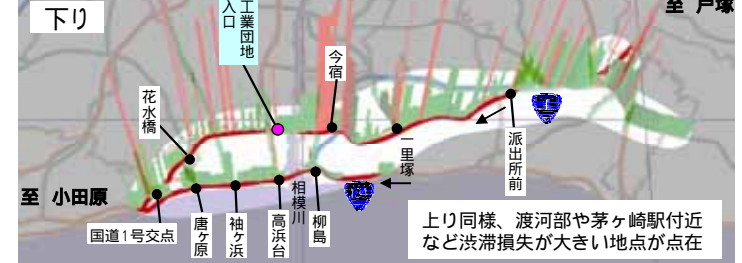 下り
至 戸塚
工業団地
入口
今宿
花水橋
一里塚
派出所前
至 小田原
国道1号交点
唐ヶ原
袖ヶ浜
高浜台
相模川
柳島
上り同様、渡河部や茅ヶ崎駅付近
など渋滞損失が大きい地点が点在